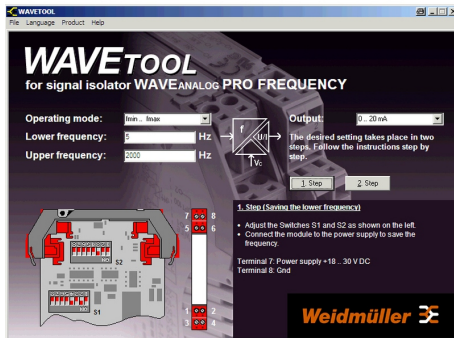 WAVETOOL
File Language Product Help
WAVETOOL
for signal isolator WAVEANALOG PRO FREQUENCY
Operating mode: fmin .. fmax
Output: 0 .. 20 mA
Lower frequency: 5 Hz
Upper frequency: 2000 Hz
f
U/I
Vc
The desired setting takes place in two
steps. Follow the instructions step by
step.
1. Step 2. Step
1. Step (Saving the lower frequency)
• Adjust the Switches S1 and S2 as shown on the left.
• Connect the module to the power supply to save the
frequency.
Terminal 7: Power supply +18 .. 30 V DC
Terminal 8: Gnd
7 8
5 6
S2
S1
1 2
3 4
Weidmüller